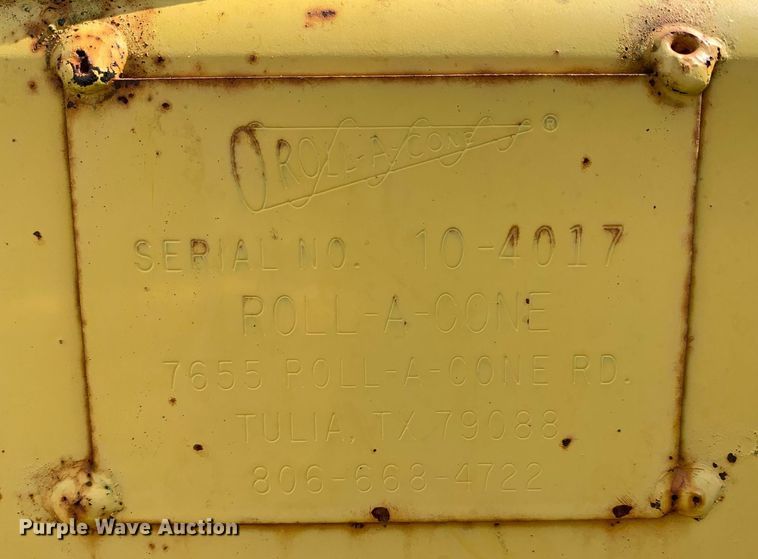 ROLL-A-CONE ®
SERIAL NO. 10-4017
ROLL-A-CONE
7655 ROLL-A-CONE RD.
TULIA, TX 79088
806-668-4722
Purple Wave Auction